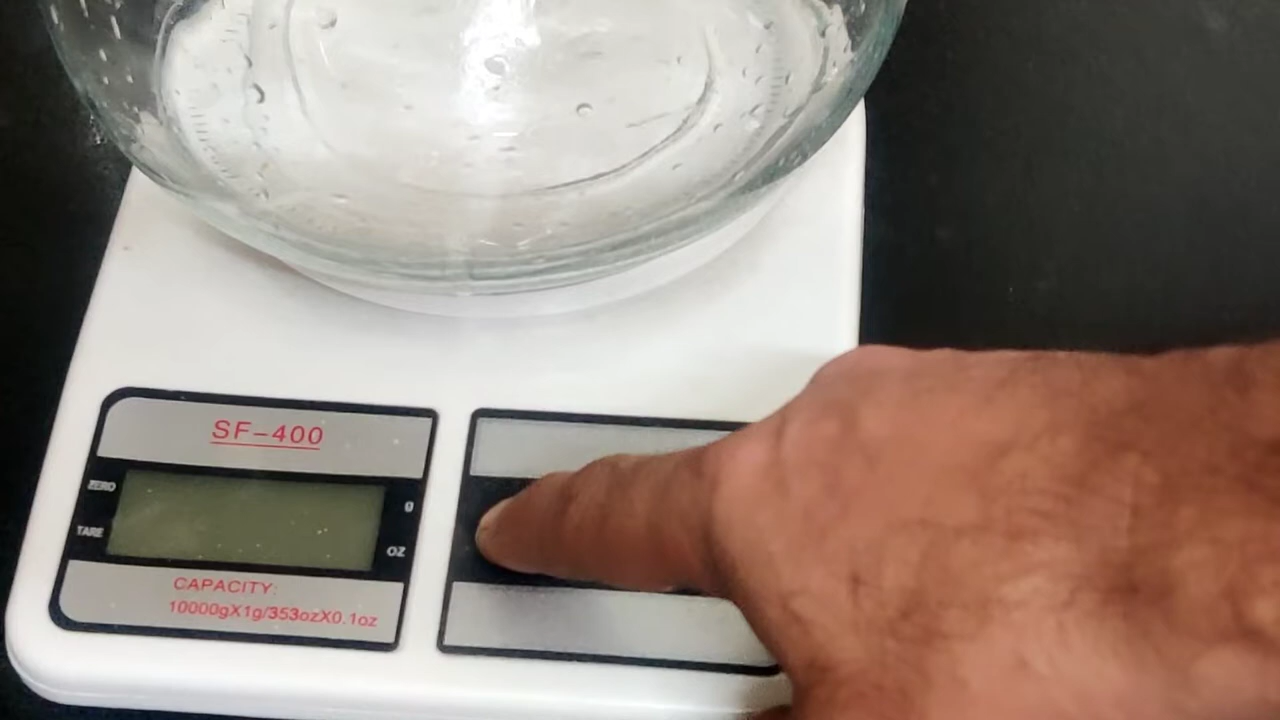 SF-400
ZERO
g
TARE
OZ
CAPACITY:
10000gX1g/353ozX0.1oz